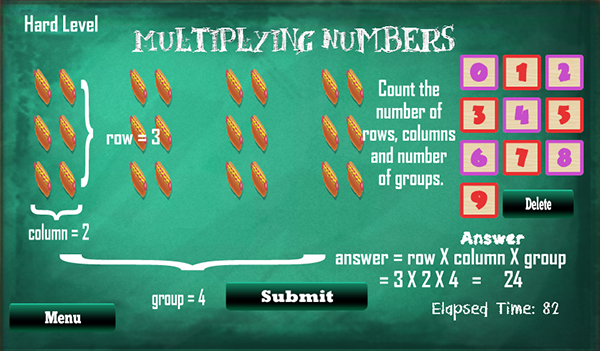 Hard Level
MULTIPLYING NUMBERS
row = 3
column = 2
group = 4
Count the
number of
rows, columns
and number
of groups.
0 1 2
3 4 5
6 7 8
9 Delete
Answer
answer = row X column X group
= 3 X 2 X 4 = 24
Elapsed Time: 82
Submit
Menu